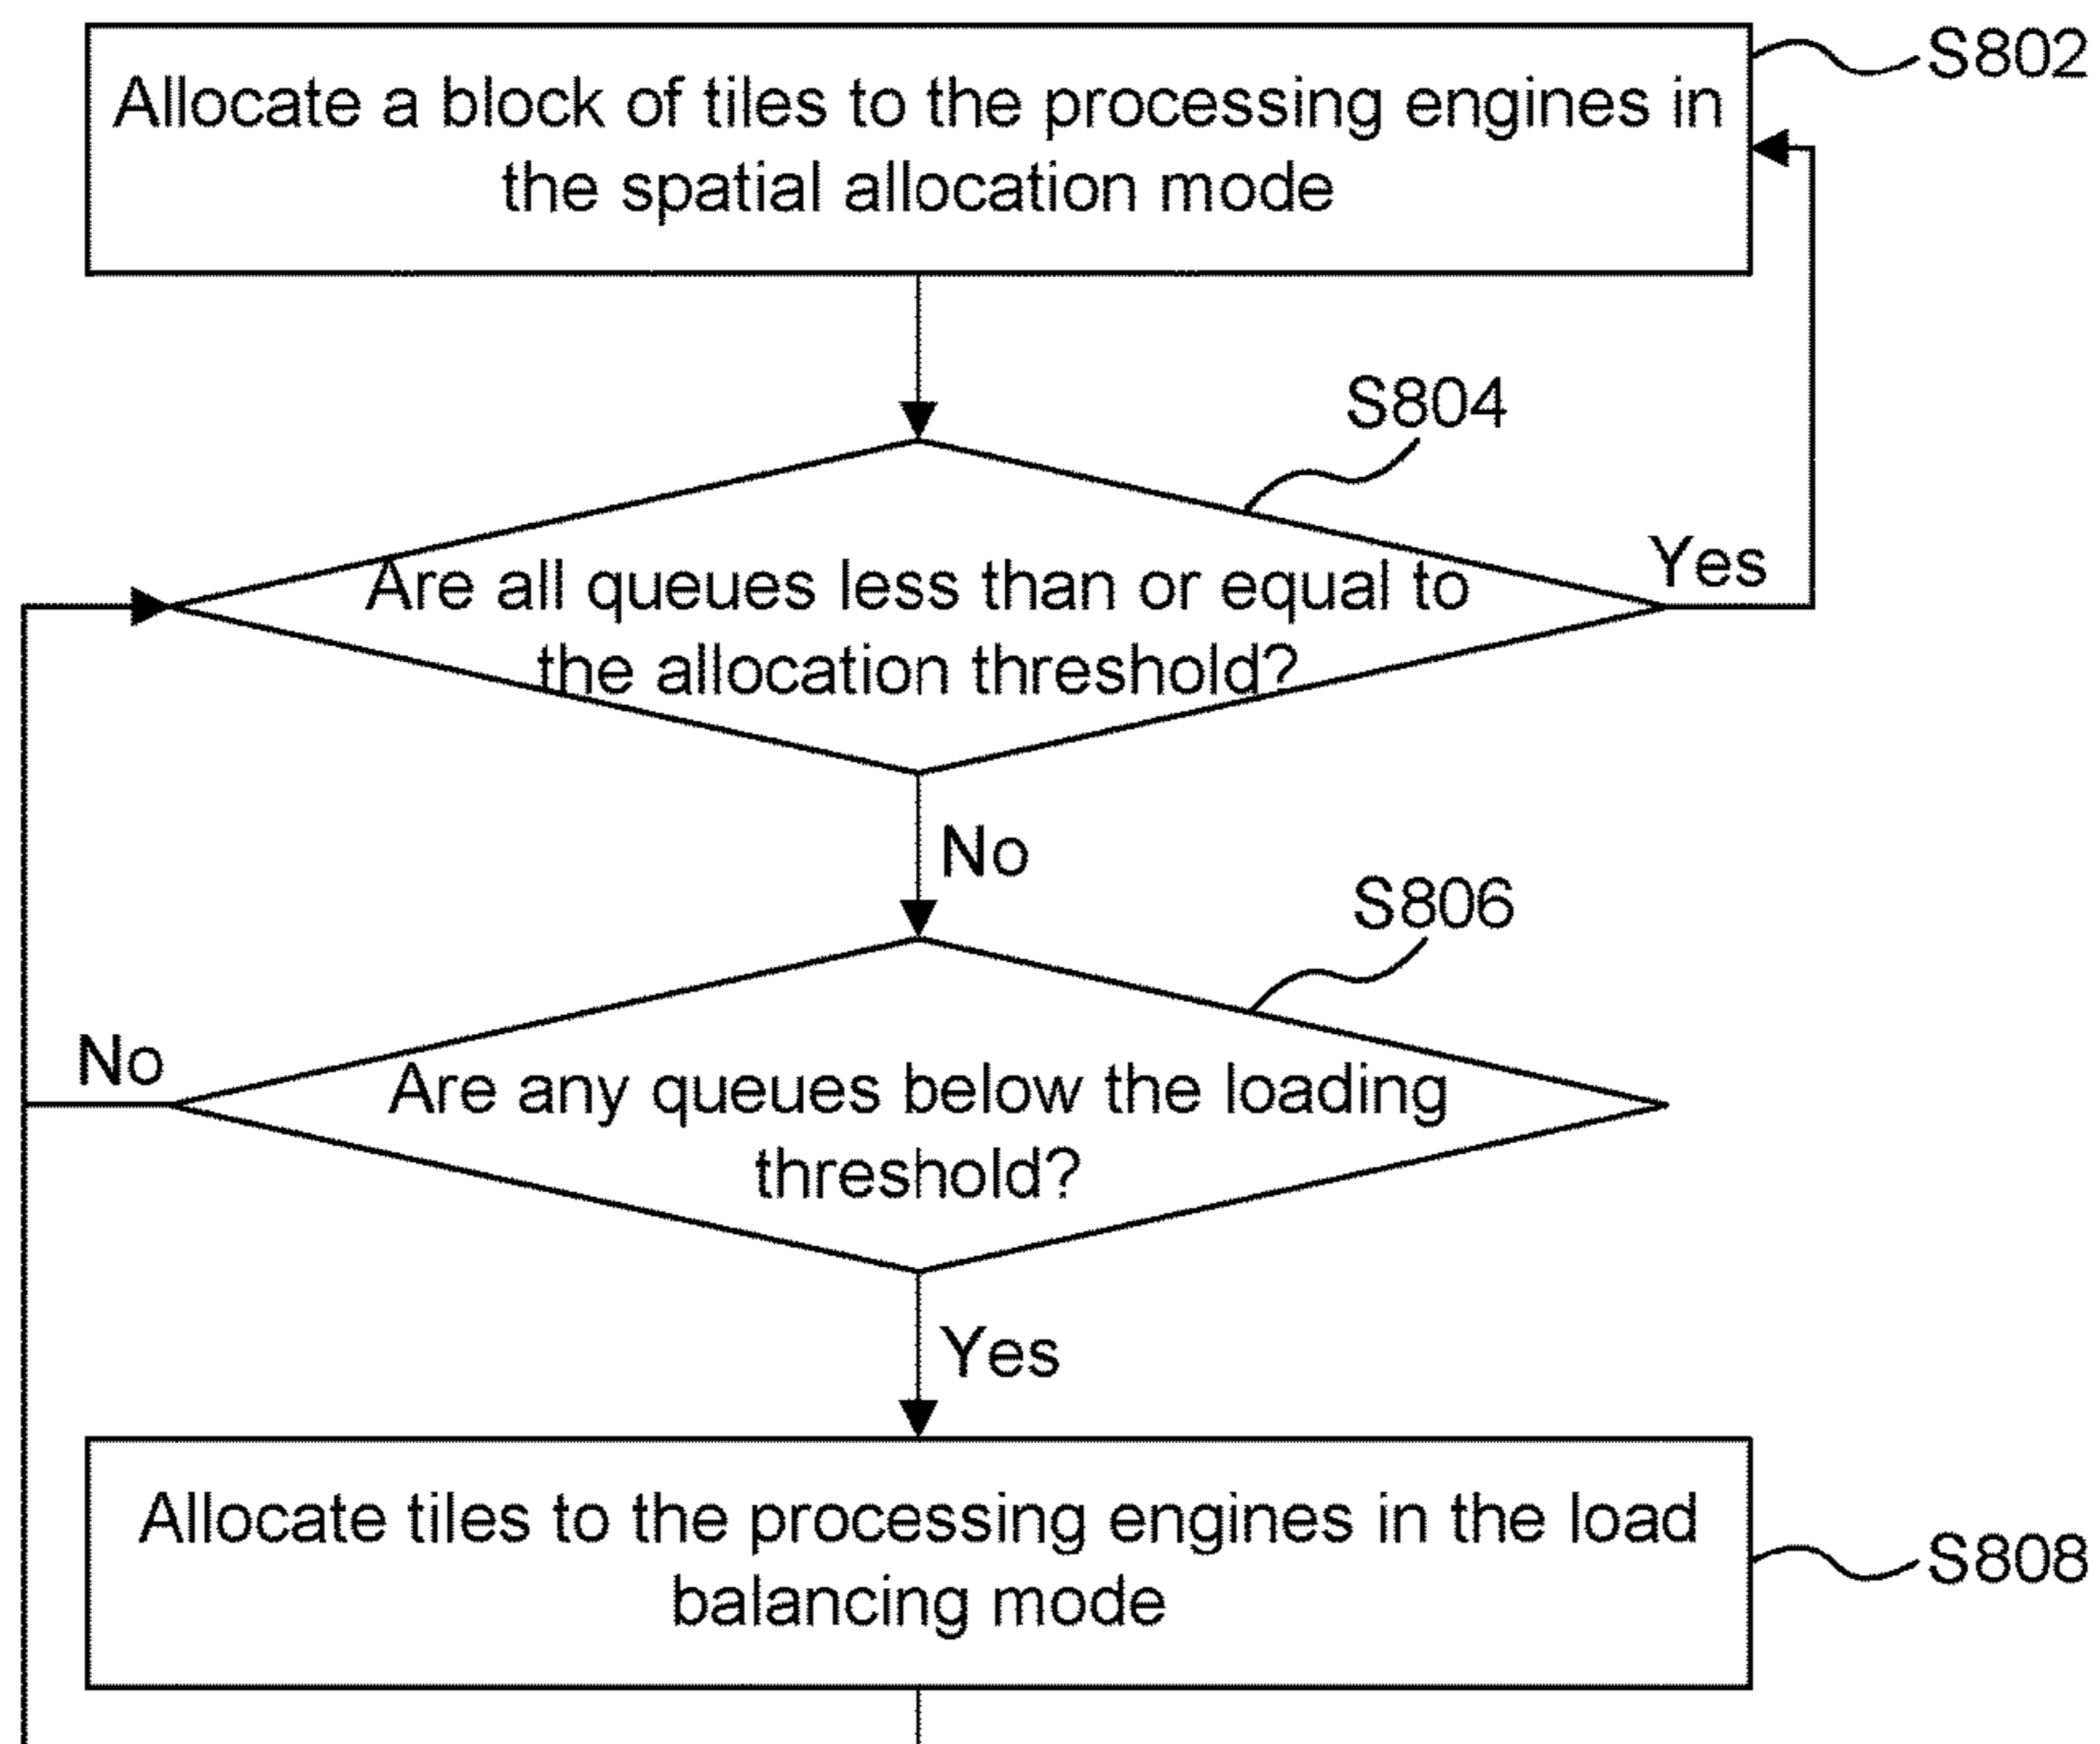 S802
Allocate a block of tiles to the processing engines in
the spatial allocation mode
S804
Yes
Are all queues less than or equal to
the allocation threshold?
No
S806
No
Are any queues below the loading
threshold?
Yes
Allocate tiles to the processing engines in the load
balancing mode
S808